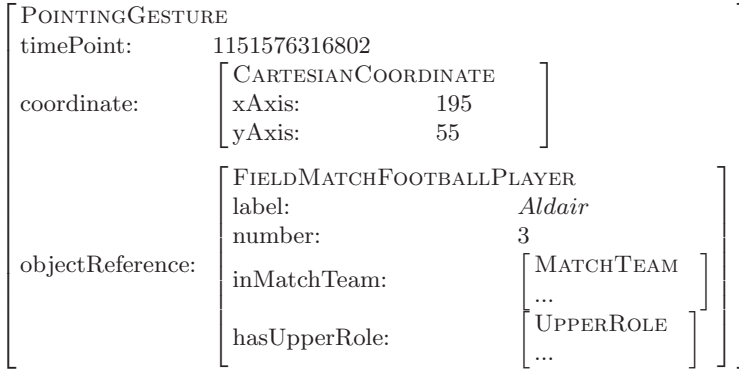 PointingGesture
timePoint: 1151576316802
CartesianCoordinate
coordinate: xAxis: 195
yAxis: 55
FieldMatchFootballPlayer
label: Aldair
number: 3
objectReference: inMatchTeam: MatchTeam
...
hasUpperRole: UpperRole
...